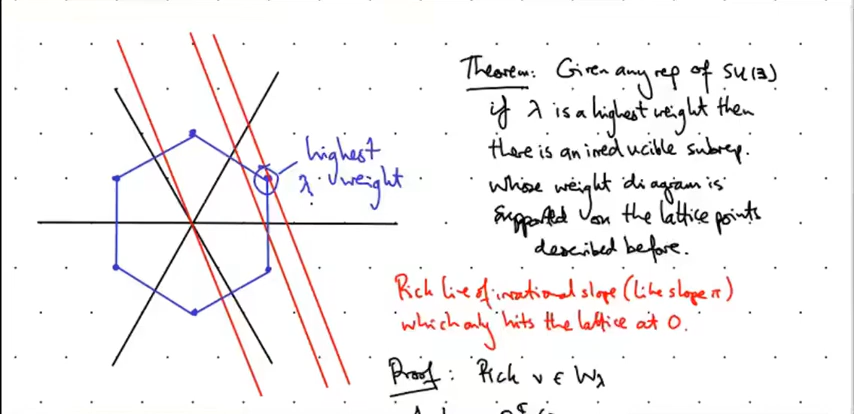 highest
λ weight
Theorem: Given any rep of SU(3)
if λ is a highest weight then
there is an irreducible subrep.
whose weight diagram is
supported on the lattice points
described before.
Pick line of irrational slope (like slope π)
which only hits the lattice at 0.
Proof: Pick v ∈ Wλ